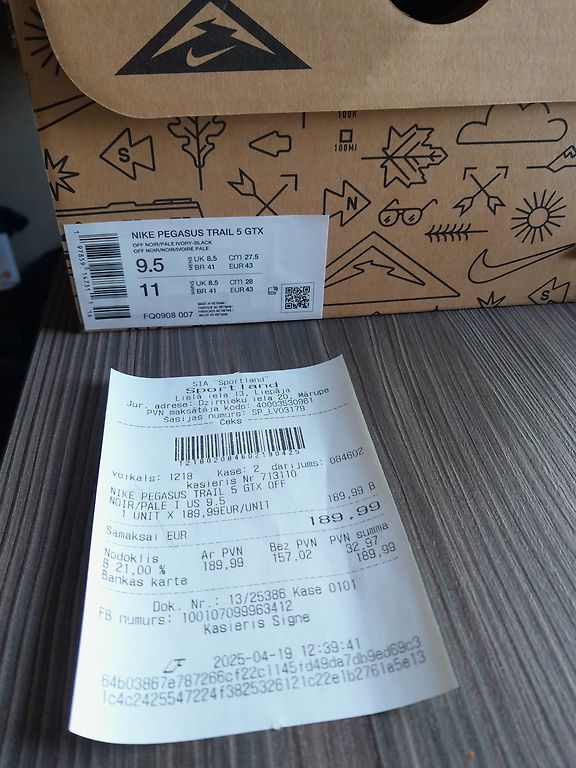 100K
100MI
S
N
S
NIKE PEGASUS TRAIL 5 GTX
OFF NOIR/PALE IVORY-BLACK
OFF NOIR/NOIR/IVOIRE PALE
9.5 UK 8.5 CM 27.5
BR 41 EUR 43
11 UK 8.5 CM 28
BR 41 EUR 43
FQ0908 007
MADE IN VIETNAM
SIA "Sportland"
Sportland
Lielā iela 13, Liepāja
Jur. adrese: Dzirnieku iela 20, Mārupe
PVN maksātāja kods: 40003530961
Šasijas numurs: SP_LV03179
Čeks
121802084602190425
Veikals: 1218 Kase: 2 darījums: 084602
kasieris Nr 713110
NIKE PEGASUS TRAIL 5 GTX OFF
NOIR/PALE I US 9.5
1 UNIT X 189,99EUR/UNIT 189,99 B
Samaksai EUR 189,99
Nodoklis Ar PVN Bez PVN PVN summa
B 21,00 % 189,99 157,02 32,97
Bankas karte 189,99
Dok. Nr.: 13/25386 Kase 0101
FB numurs: 100107099963412
Kasieris Signe
2025-04-19 12:39:41
64b03867e787266cf22c1145fd49da7db9ed69c3
1c4c2425547224f3825326121c22e1b2761a5e13